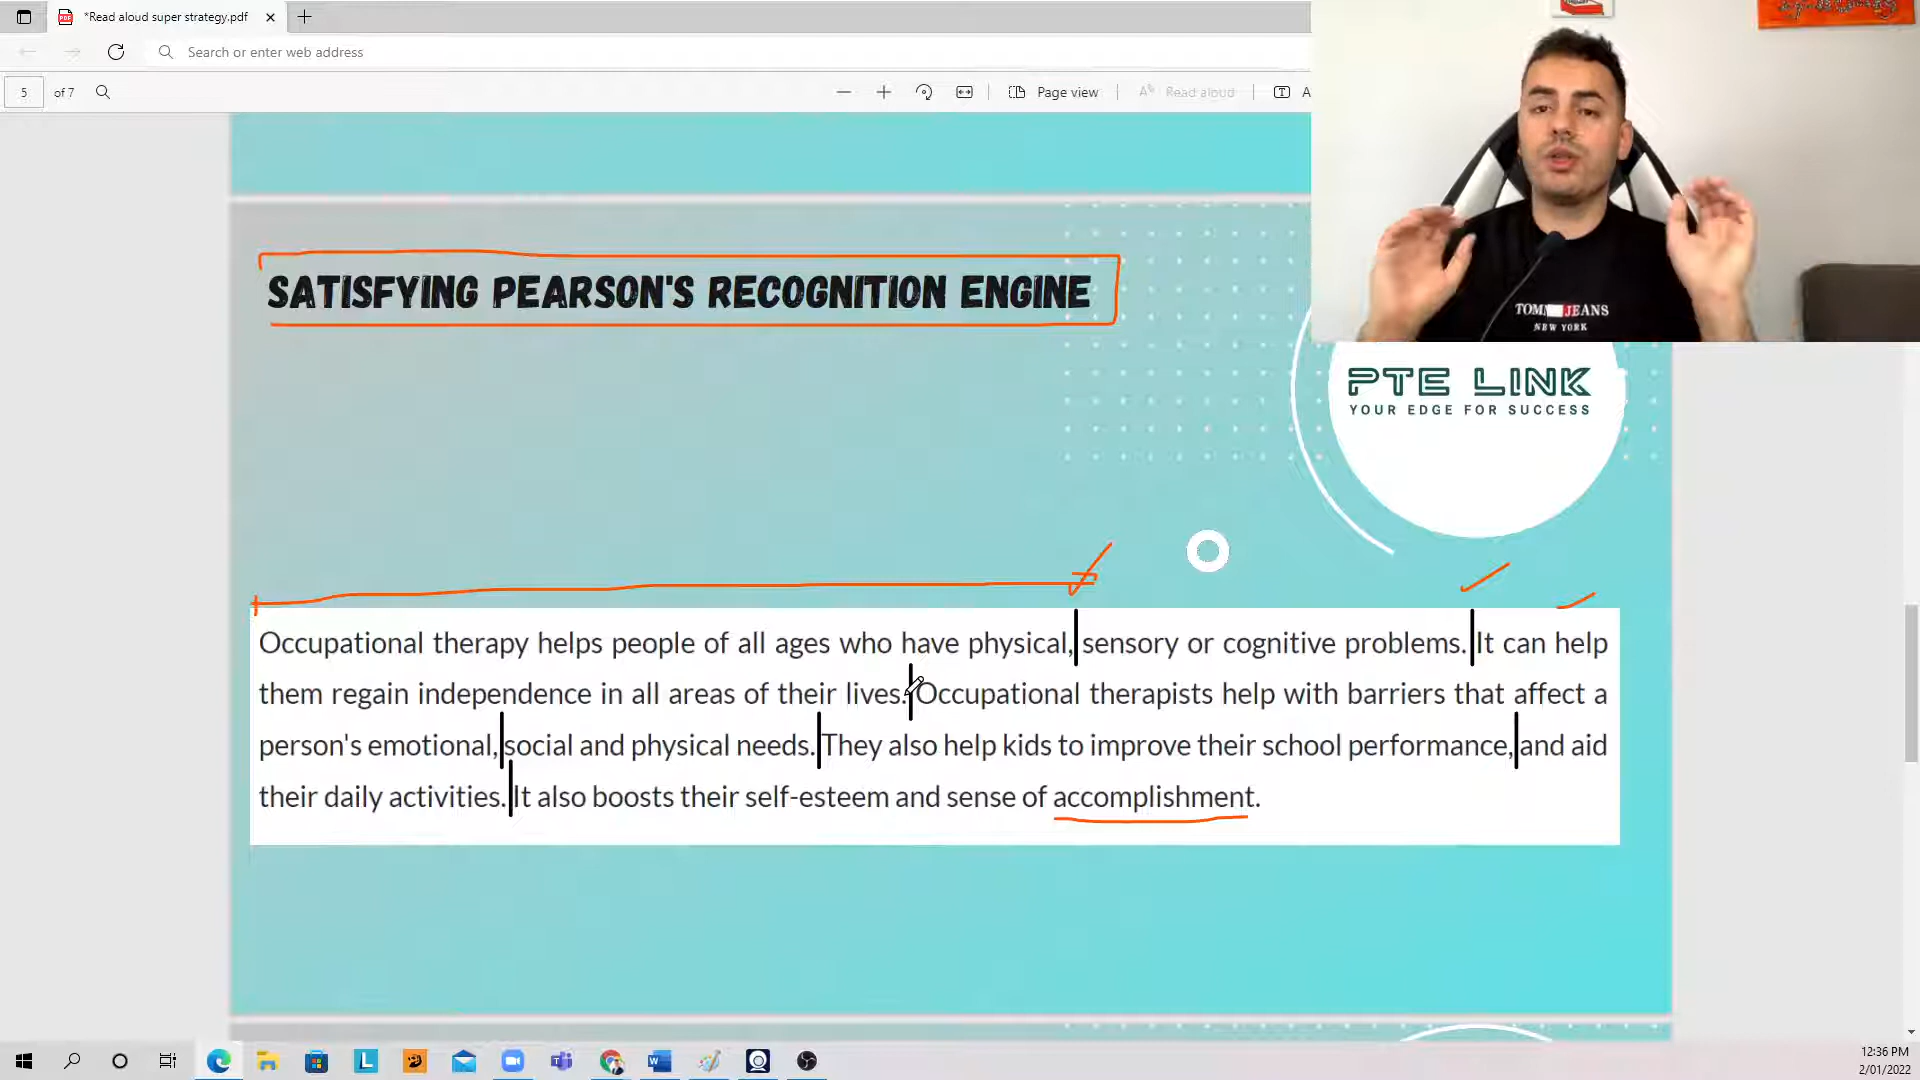 *Read aloud super strategy.pdf
Search or enter web address
5 of 7
Page view
Read aloud
SATISFYING PEARSON'S RECOGNITION ENGINE
TOMMY JEANS
NEW YORK
PTE LINK
YOUR EDGE FOR SUCCESS
Occupational therapy helps people of all ages who have physical, sensory or cognitive problems. It can help
them regain independence in all areas of their lives. Occupational therapists help with barriers that affect a
person's emotional, social and physical needs. They also help kids to improve their school performance, and aid
their daily activities. It also boosts their self-esteem and sense of accomplishment.
12:36 PM
2/01/2022